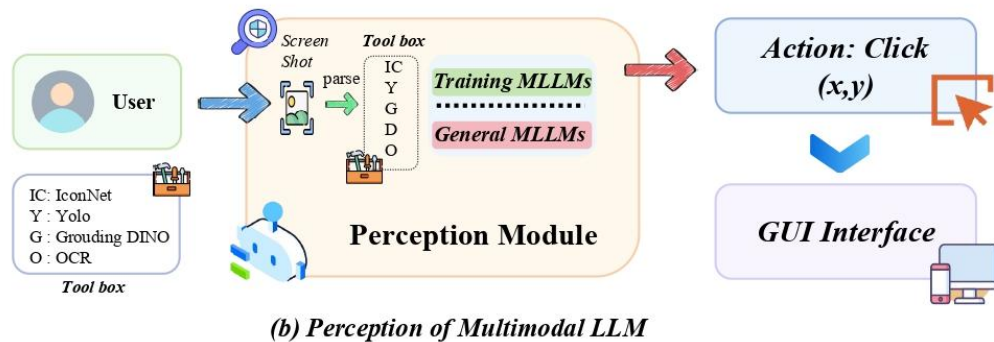 User
IC: IconNet
Y : Yolo
G : Grouding DINO
O : OCR
Tool box
Screen
Shot
parse
Tool box
IC
Y
G
D
O
Training MLLMs
General MLLMs
Perception Module
Action: Click
(x,y)
GUI Interface
(b) Perception of Multimodal LLM